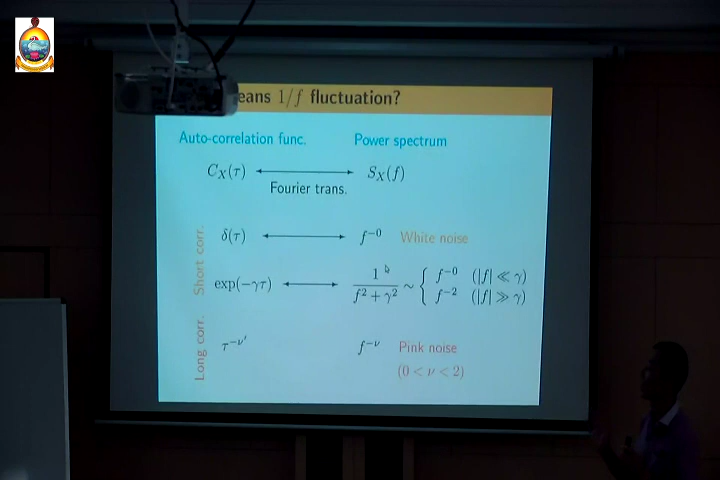 eans 1/f fluctuation?
Auto-correlation func. Power spectrum
C_X(τ) ⟷ S_X(f)
Fourier trans.
Short corr.
δ(τ) ⟷ f^{-0} White noise
exp(−γτ) ⟷ 1/(f^2 + γ^2) ~ { f^{-0} (|f| ≪ γ)
f^{-2} (|f| ≫ γ)
Long corr.
τ^{-ν'} f^{-ν} Pink noise
(0 < ν < 2)